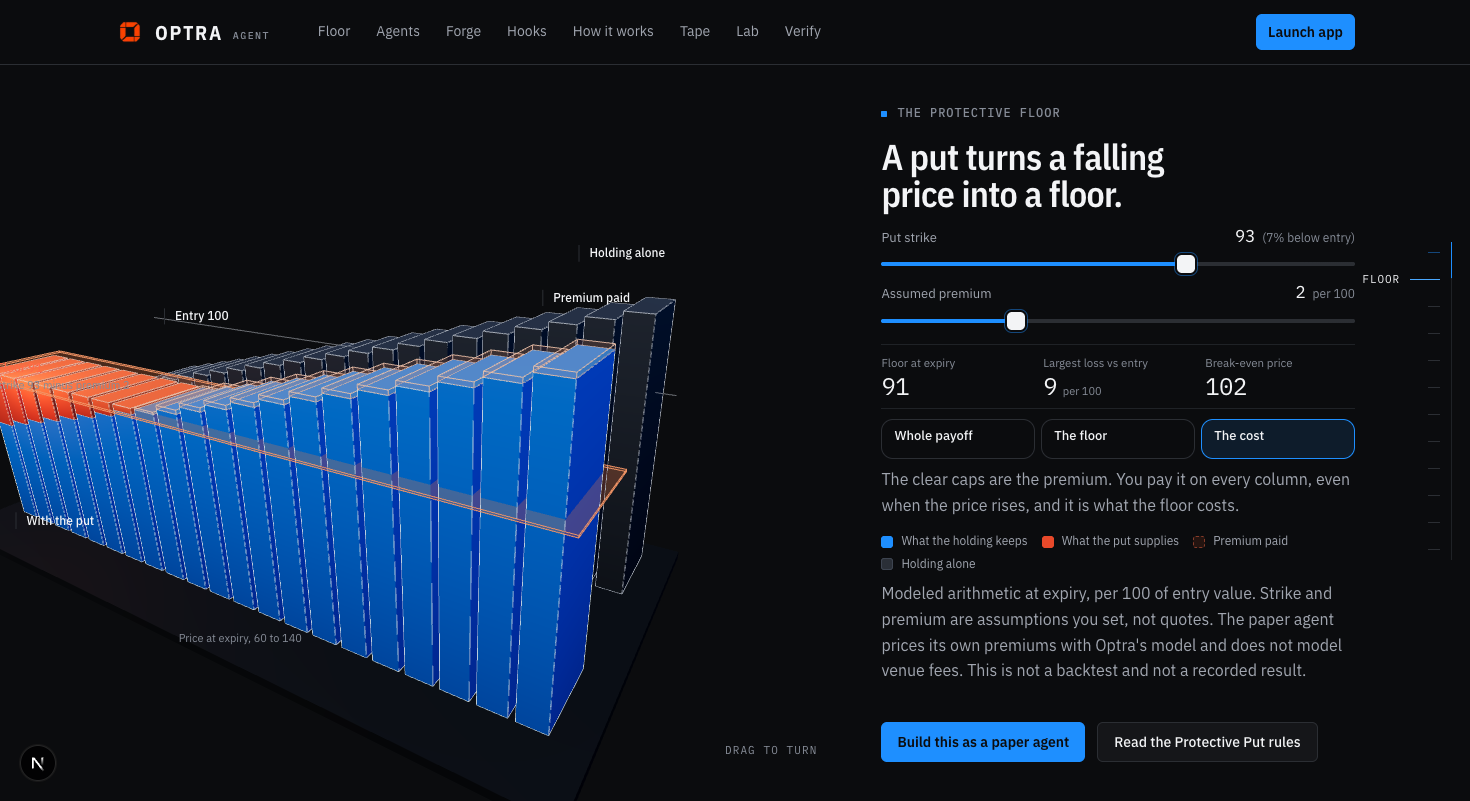 OPTRA AGENT
Floor Agents Forge Hooks How it works Tape Lab Verify
Launch app
Holding alone
Premium paid
Entry 100
With the put
Price at expiry, 60 to 140
DRAG TO TURN
N
THE PROTECTIVE FLOOR
A put turns a falling
price into a floor.
Put strike 93 (7% below entry)
Assumed premium 2 per 100
Floor at expiry Largest loss vs entry Break-even price
91 9 per 100 102
Whole payoff The floor The cost
The clear caps are the premium. You pay it on every column, even
when the price rises, and it is what the floor costs.
What the holding keeps What the put supplies Premium paid
Holding alone
Modeled arithmetic at expiry, per 100 of entry value. Strike and
premium are assumptions you set, not quotes. The paper agent
prices its own premiums with Optra's model and does not model
venue fees. This is not a backtest and not a recorded result.
Build this as a paper agent Read the Protective Put rules
FLOOR